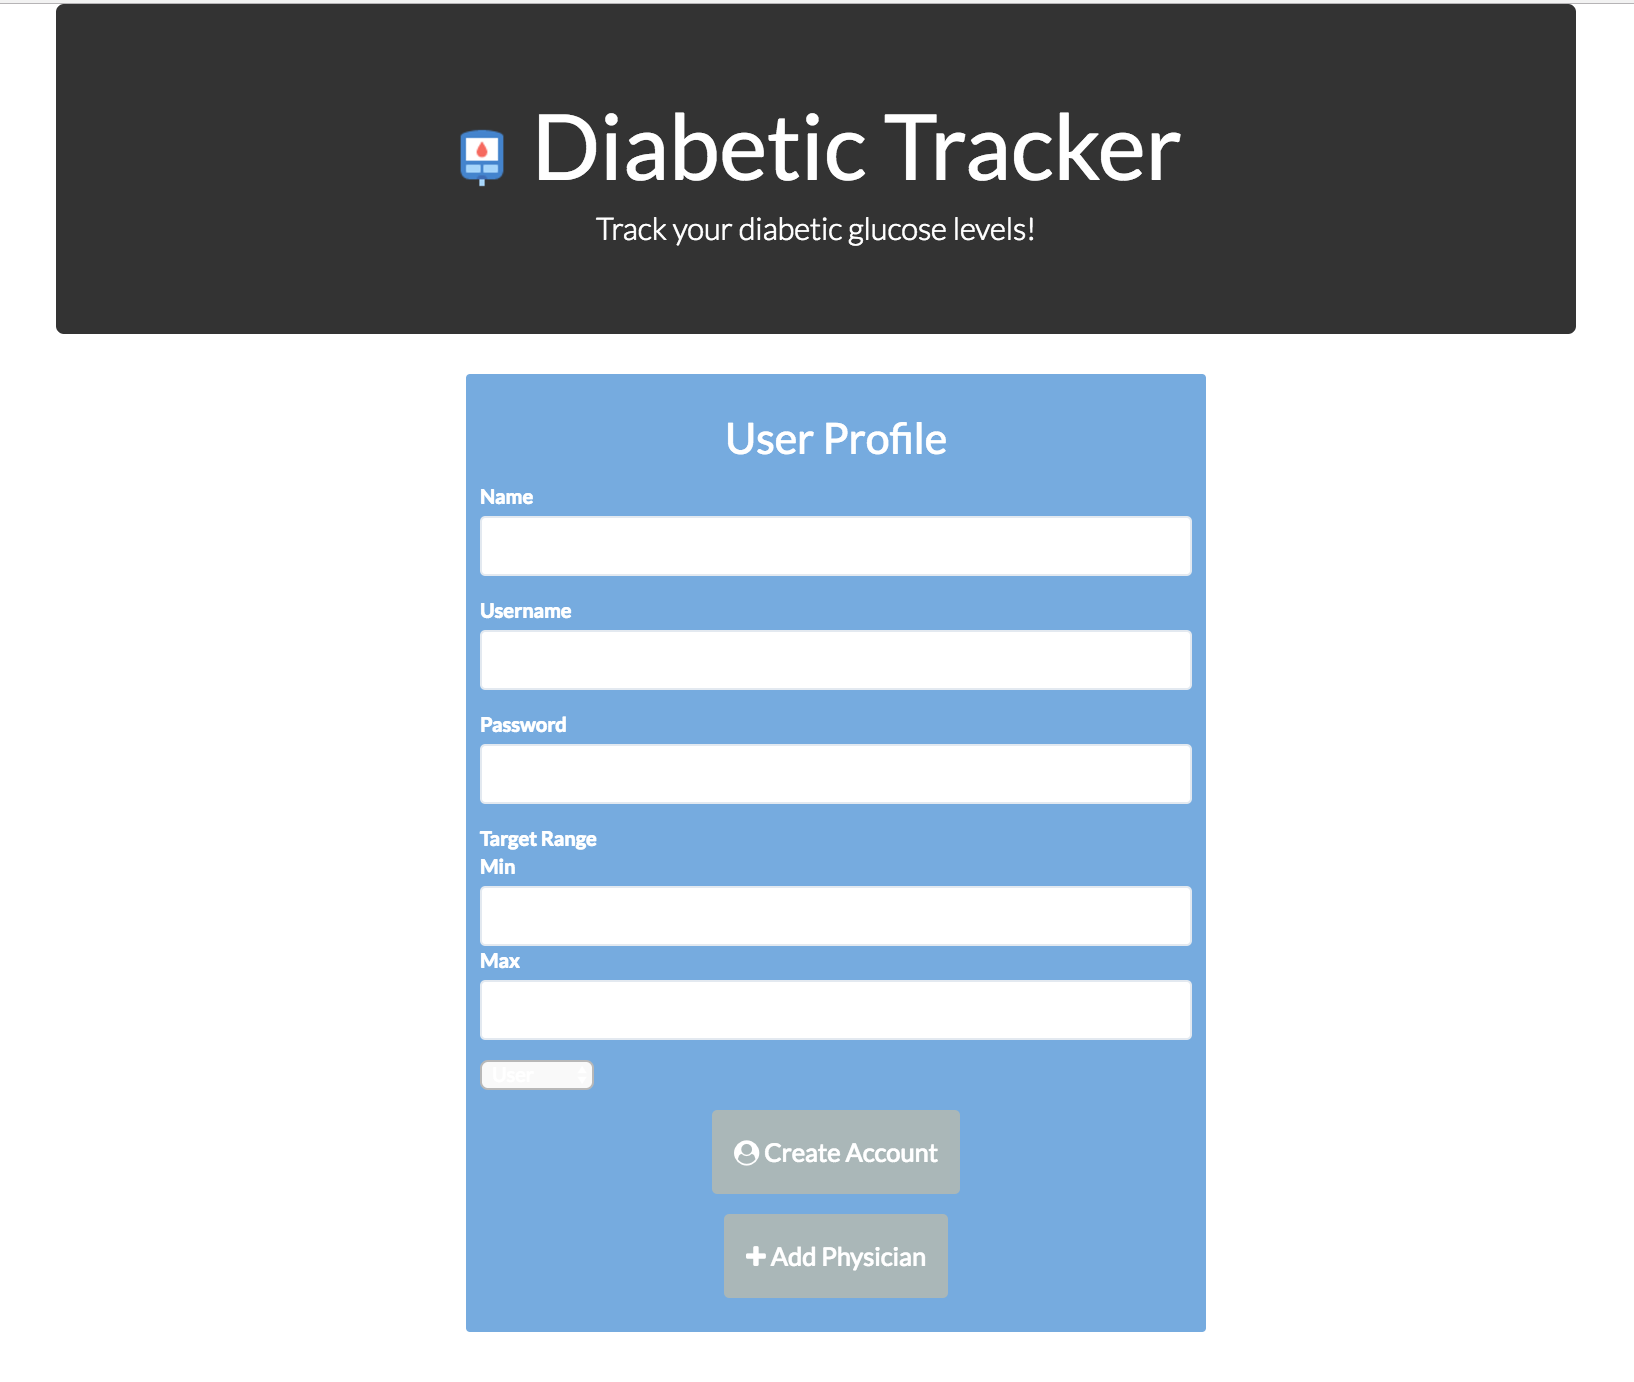 Diabetic Tracker
Track your diabetic glucose levels!
User Profile
Name
Username
Password
Target Range
Min
Max
User
Create Account
Add Physician